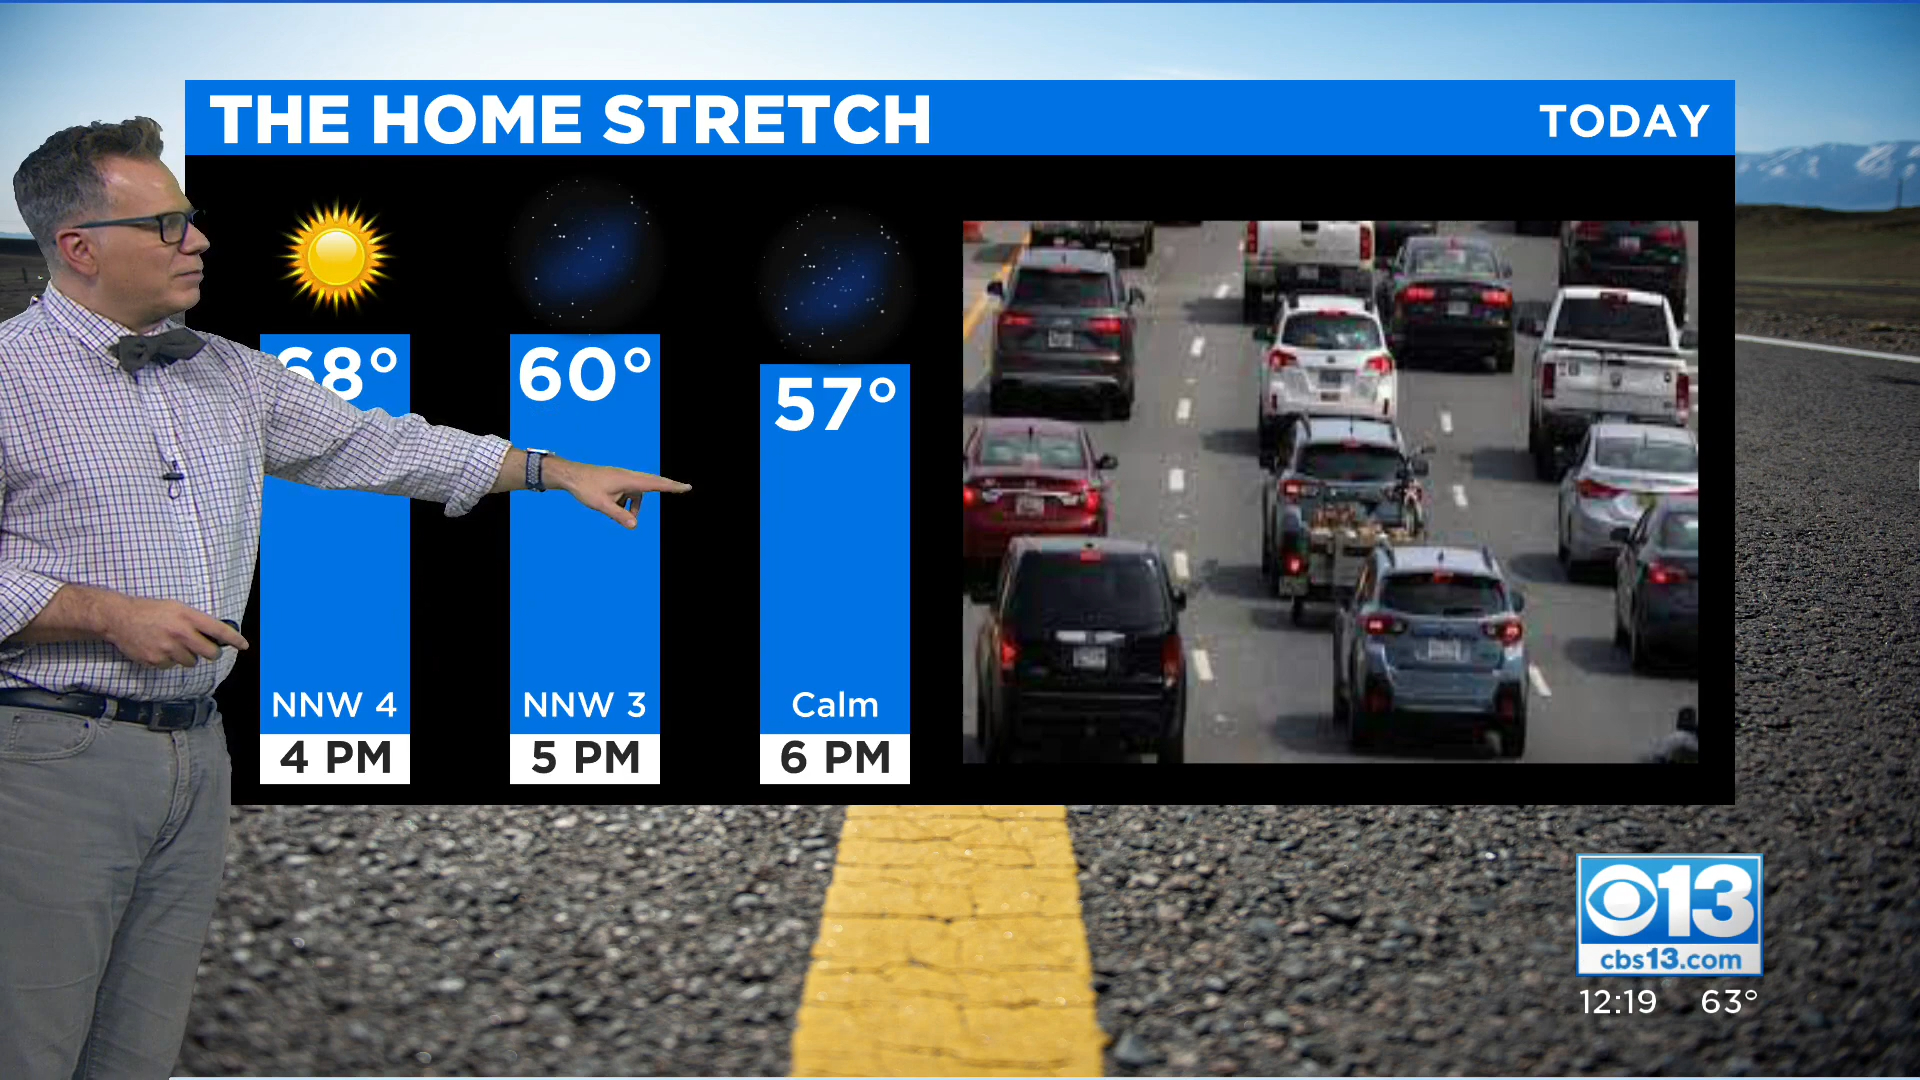 THE HOME STRETCH
TODAY
68° 60° 57°
NNW 4 NNW 3 Calm
4 PM 5 PM 6 PM
13
cbs13.com
12:19 63°